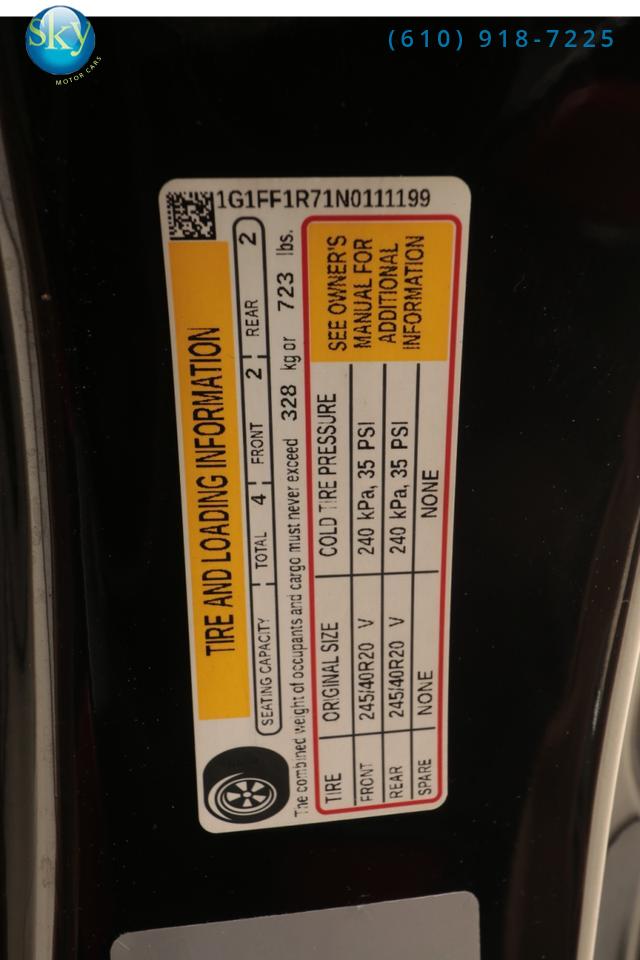 Sky
MOTOR CARS
(610) 918-7225
1G1FF1R71N0111199
TIRE AND LOADING INFORMATION
SEATING CAPACITY TOTAL 4 FRONT 2 REAR 2
The combined weight of occupants and cargo must never exceed 328 kg or 723 lbs.
TIRE ORIGINAL SIZE COLD TIRE PRESSURE
FRONT 245/40R20 V 240 kPa, 35 PSI
REAR 245/40R20 V 240 kPa, 35 PSI
SPARE NONE NONE
SEE OWNER'S
MANUAL FOR
ADDITIONAL
INFORMATION